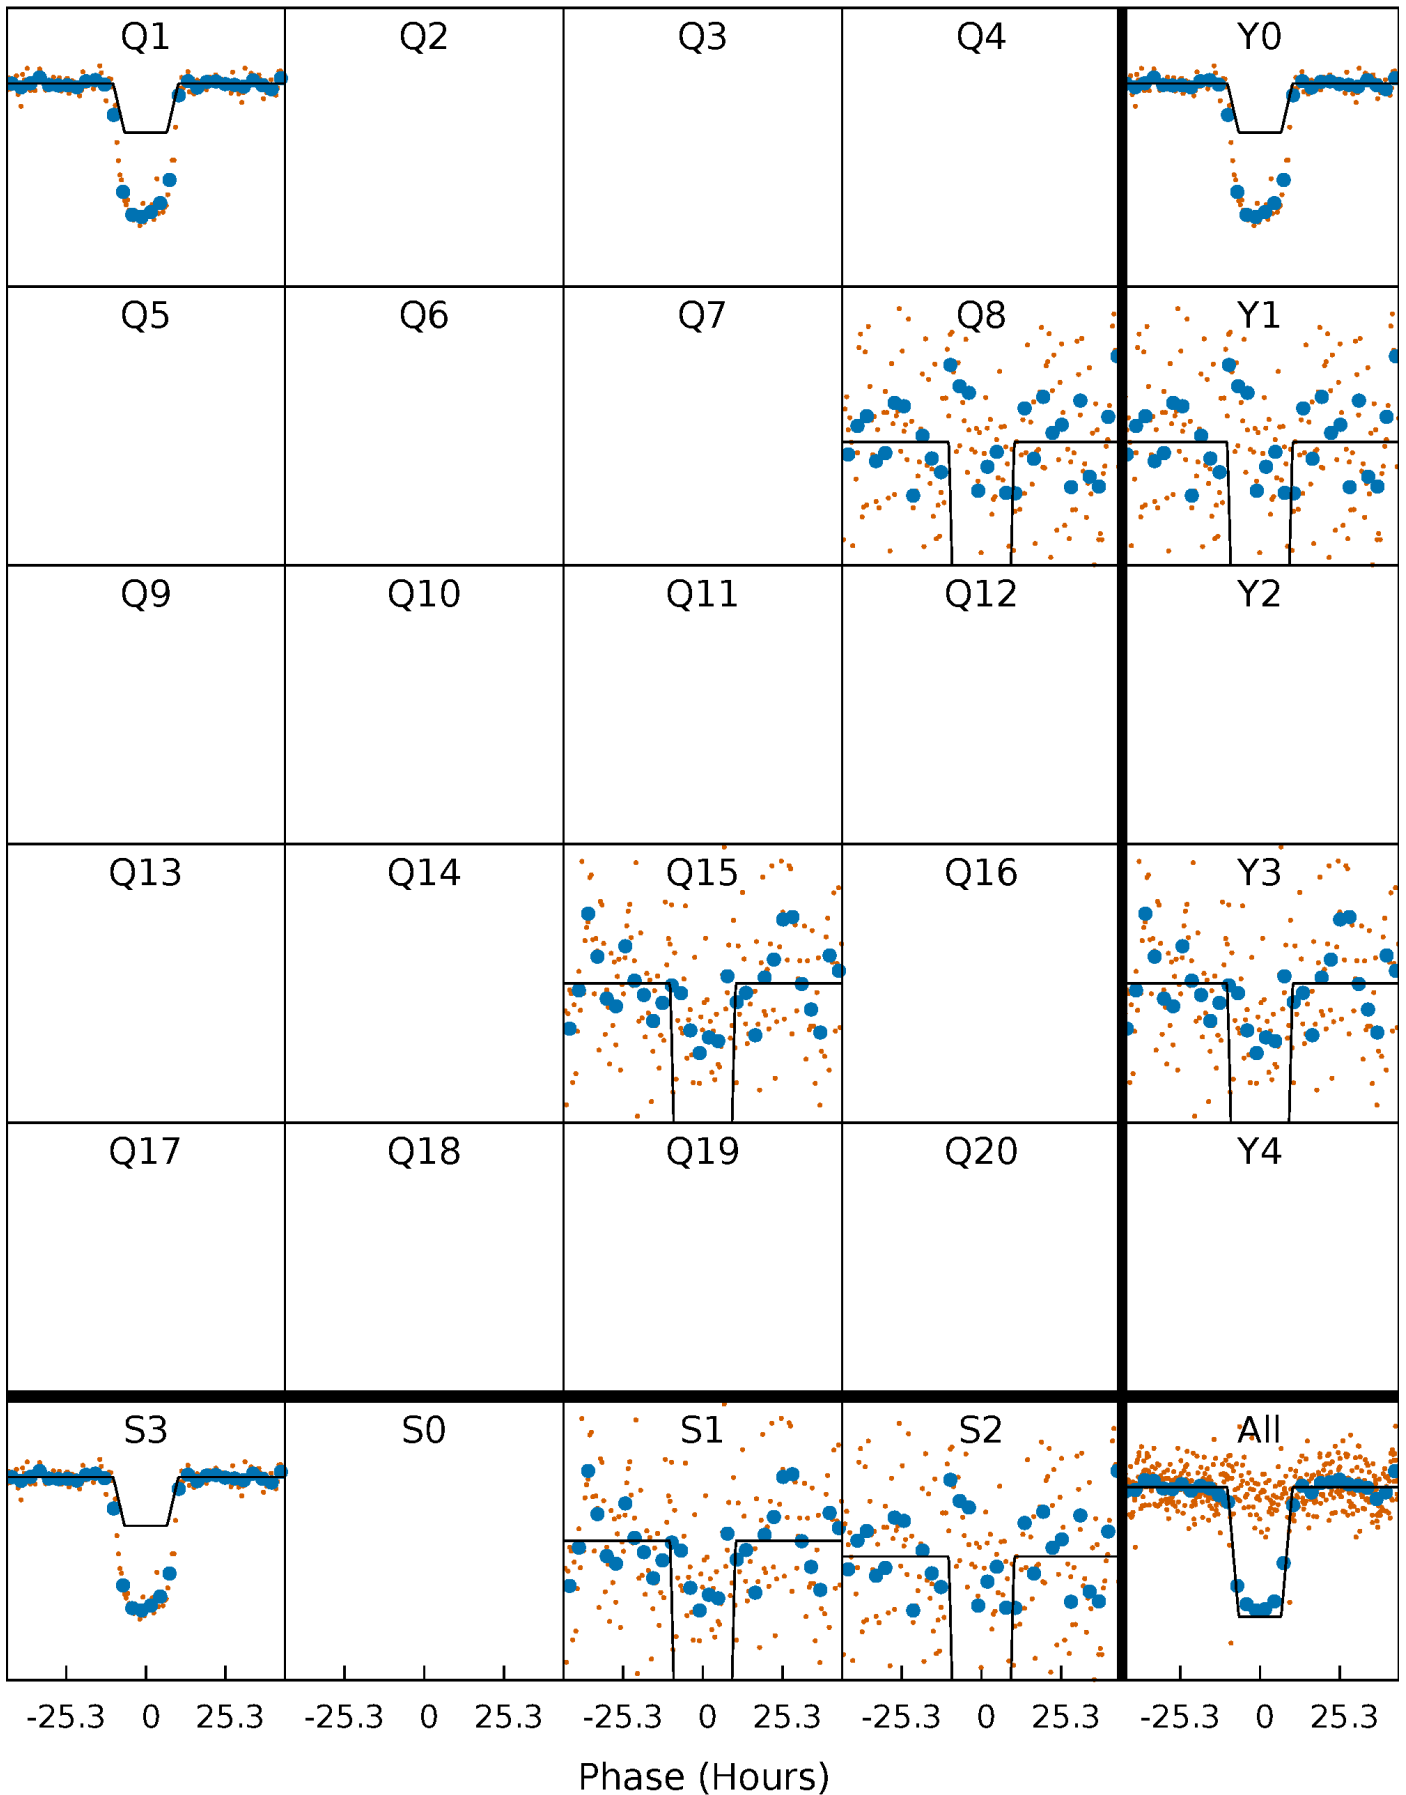 Q1 Q2 Q3 Q4 Y0
Q5 Q6 Q7 Q8 Y1
Q9 Q10 Q11 Q12 Y2
Q13 Q14 Q15 Q16 Y3
Q17 Q18 Q19 Q20 Y4
S3 S0 S1 S2 All
-25.3 0 25.3 -25.3 0 25.3 -25.3 0 25.3 -25.3 0 25.3 -25.3 0 25.3
Phase (Hours)